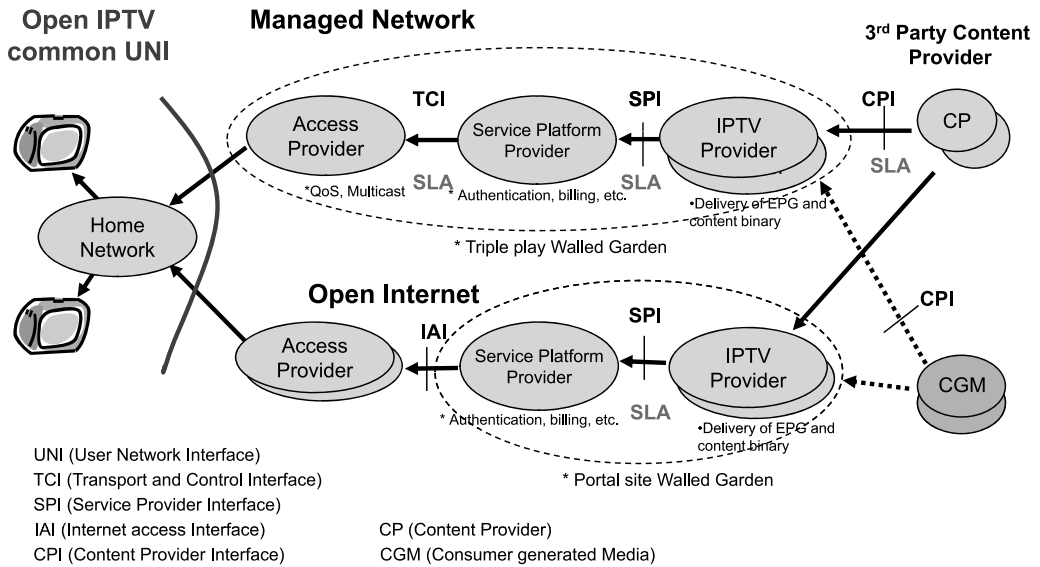 Open IPTV
common UNI
Managed Network
3rd Party Content
Provider
TCI
SPI
CPI
Access
Provider
Service Platform
Provider
IPTV
Provider
CP
SLA
SLA
SLA
*QoS, Multicast
* Authentication, billing, etc.
•Delivery of EPG and
content binary
* Triple play Walled Garden
Home
Network
Open Internet
IAI
SPI
CPI
Access
Provider
Service Platform
Provider
IPTV
Provider
CGM
SLA
* Authentication, billing, etc.
•Delivery of EPG and
content binary
* Portal site Walled Garden
UNI (User Network Interface)
TCI (Transport and Control Interface)
SPI (Service Provider Interface)
IAI (Internet access Interface)
CPI (Content Provider Interface)
CP (Content Provider)
CGM (Consumer generated Media)